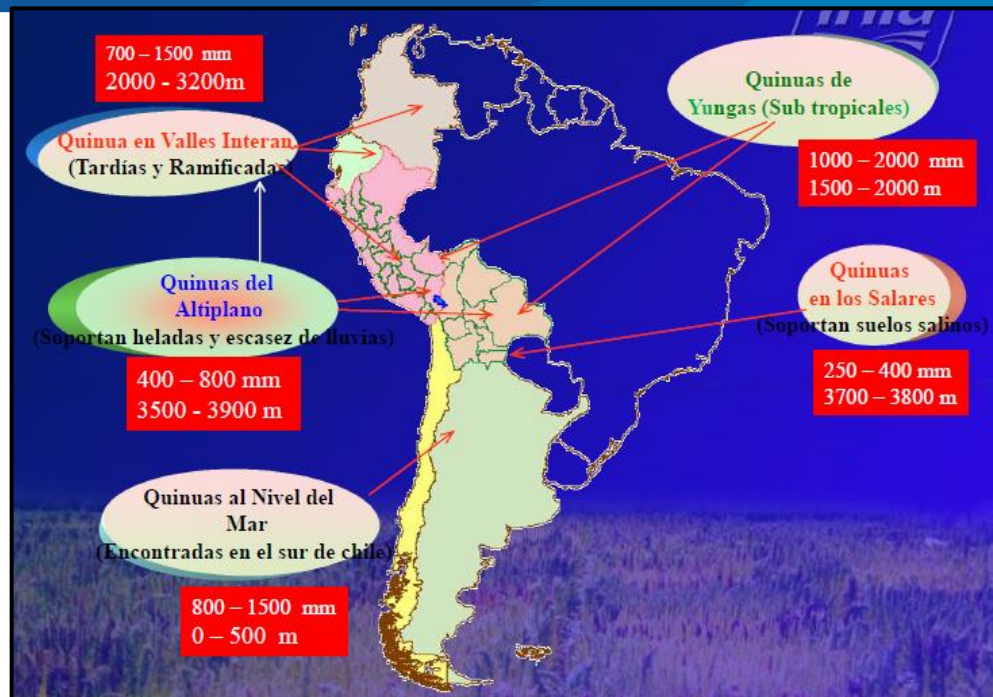 700 – 1500 mm
2000 - 3200m
Quinua en Valles Interan
(Tardías y Ramificadas)
Quinuas del
Altiplano
(Soportan heladas y escasez de lluvias)
400 – 800 mm
3500 - 3900 m
Quinuas al Nivel del
Mar
(Encontradas en el sur de chile)
800 – 1500 mm
0 – 500 m
Quinuas de
Yungas (Sub tropicales)
1000 – 2000 mm
1500 – 2000 m
Quinuas
en los Salares
(Soportan suelos salinos)
250 – 400 mm
3700 – 3800 m